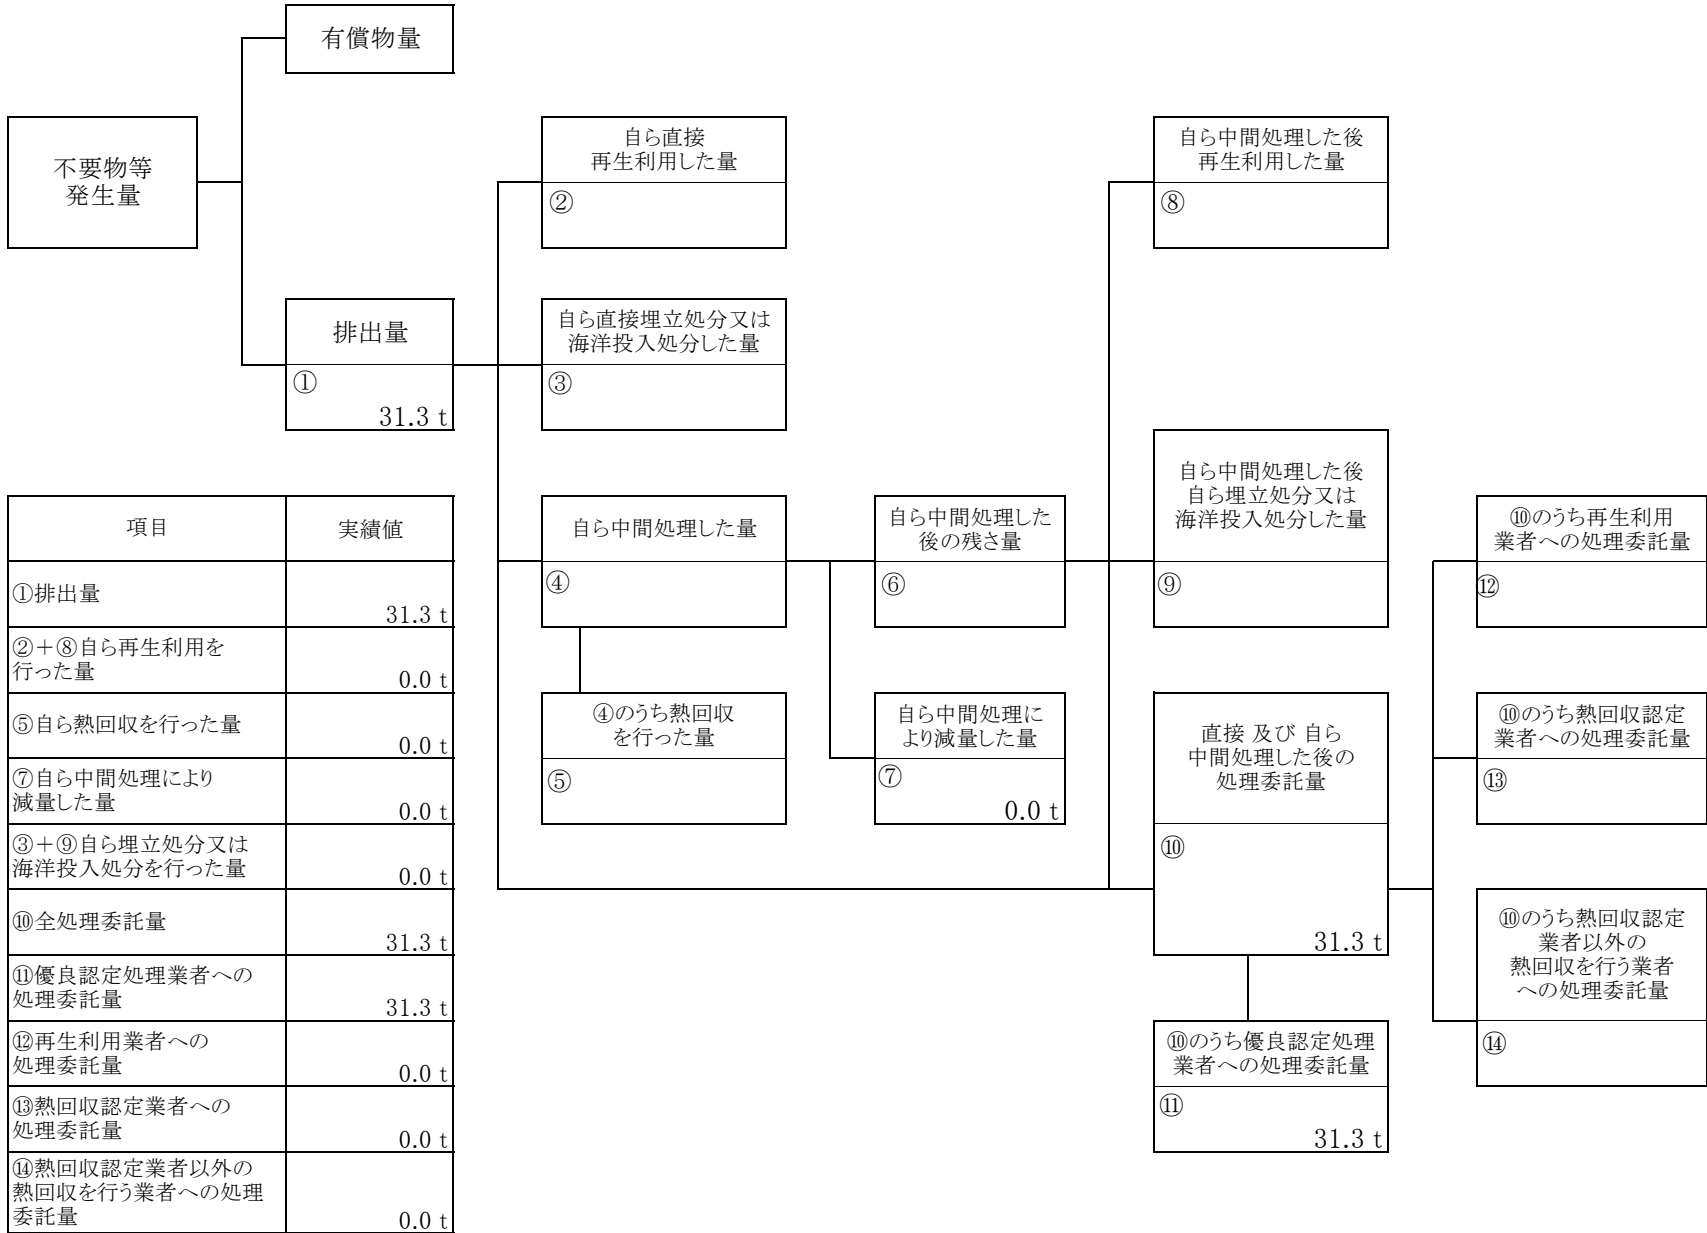 有償物量
不要物等
発生量
自ら直接
再生利用した量
②
自ら中間処理した後
再生利用した量
⑧
排出量
①
31.3 t
自ら直接埋立処分又は
海洋投入処分した量
③
自ら中間処理した量
④
自ら中間処理した
後の残さ量
⑥
自ら中間処理した後
自ら埋立処分又は
海洋投入処分した量
⑨
⑩のうち再生利用
業者への処理委託量
⑫
④のうち熱回収
を行った量
⑤
自ら中間処理に
より減量した量
⑦
0.0 t
直接 及び 自ら
中間処理した後の
処理委託量
⑩
31.3 t
⑩のうち熱回収認定
業者への処理委託量
⑬
⑩のうち熱回収認定
業者以外の
熱回収を行う業者
への処理委託量
⑭
⑩のうち優良認定処理
業者への処理委託量
⑪
31.3 t
項目 実績値
①排出量
31.3 t
②+⑧自ら再生利用を
行った量
0.0 t
⑤自ら熱回収を行った量
0.0 t
⑦自ら中間処理により
減量した量
0.0 t
③+⑨自ら埋立処分又は
海洋投入処分を行った量
0.0 t
⑩全処理委託量
31.3 t
⑪優良認定処理業者への
処理委託量
31.3 t
⑫再生利用業者への
処理委託量
0.0 t
⑬熱回収認定業者への
処理委託量
0.0 t
⑭熱回収認定業者以外の
熱回収を行う業者への処理
委託量
0.0 t